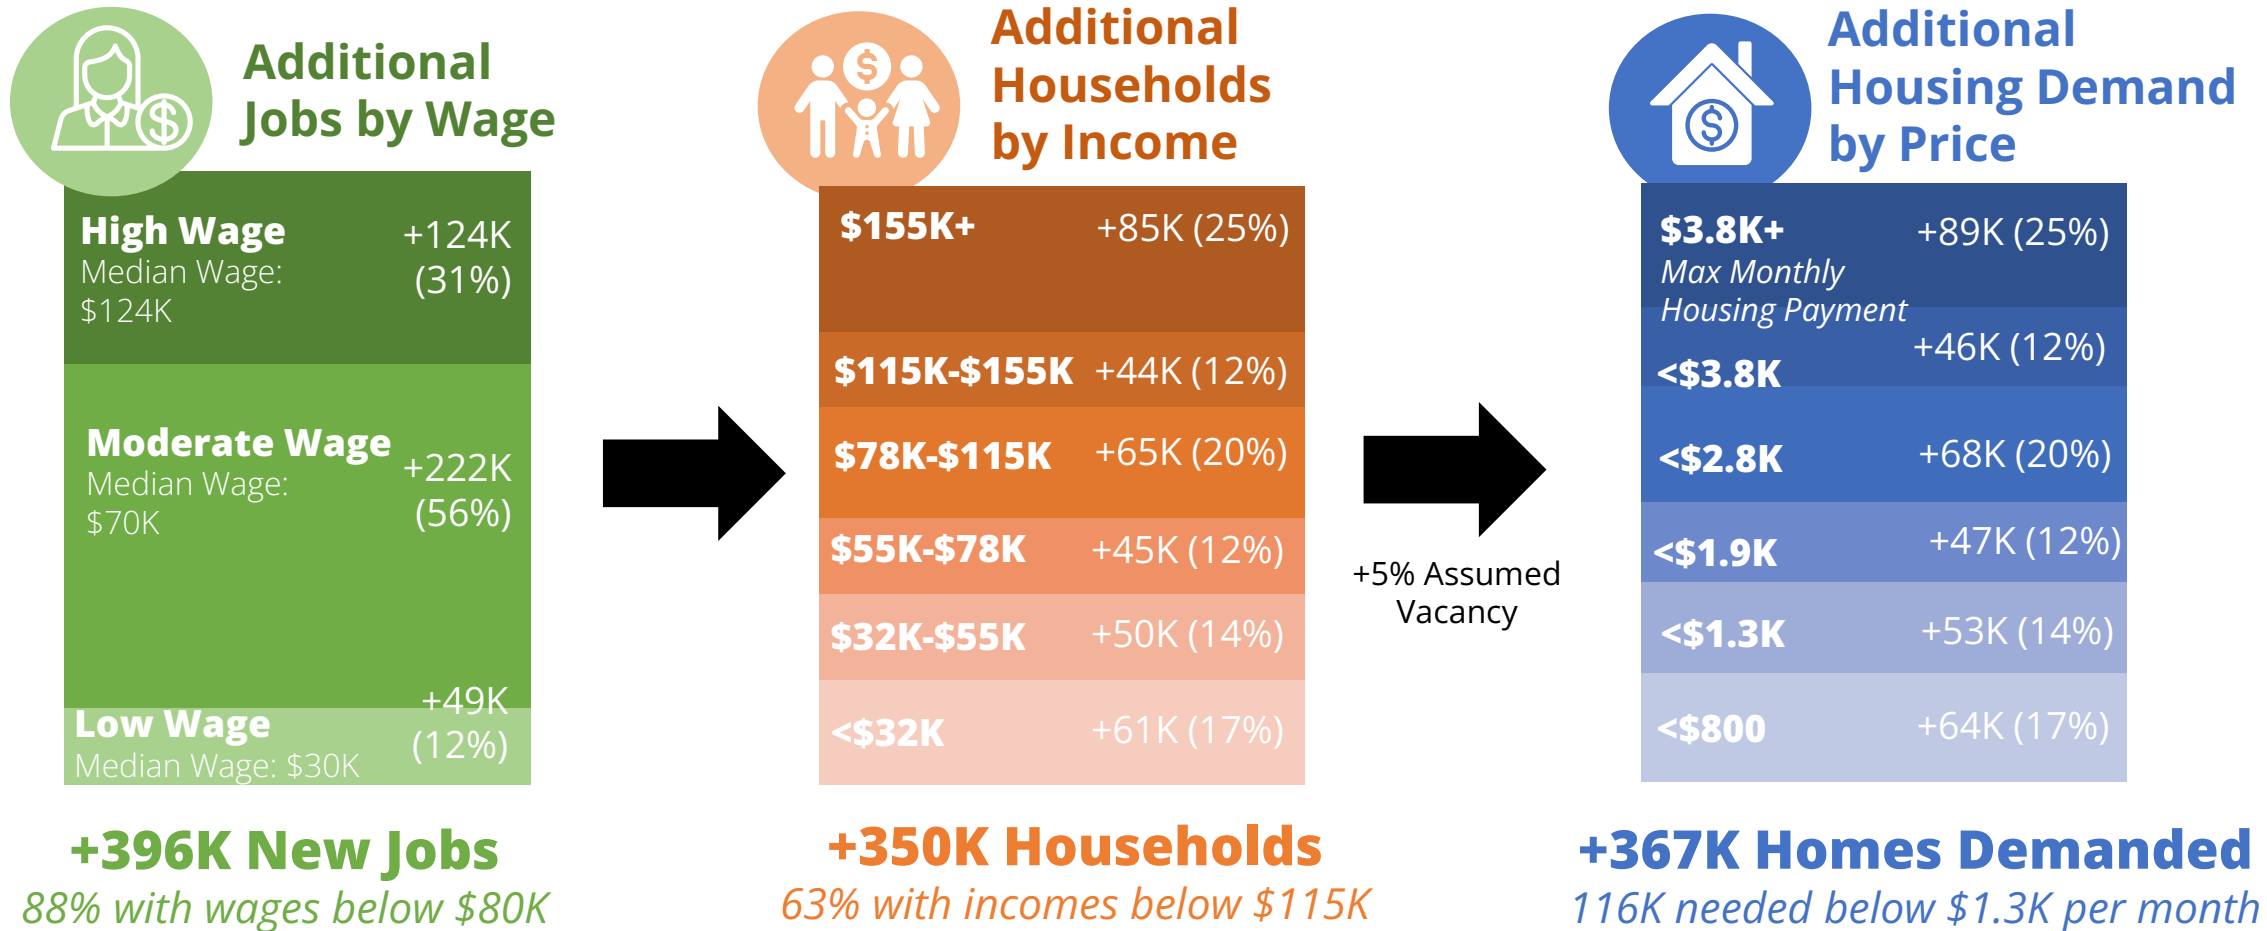 Additional
Jobs by Wage
High Wage
Median Wage:
$124K
+124K
(31%)
Moderate Wage
Median Wage:
$70K
+222K
(56%)
Low Wage
Median Wage: $30K
+49K
(12%)
+396K New Jobs
88% with wages below $80K
Additional
Households
by Income
$155K+ +85K (25%)
$115K-$155K +44K (12%)
$78K-$115K +65K (20%)
$55K-$78K +45K (12%)
$32K-$55K +50K (14%)
<$32K +61K (17%)
+350K Households
63% with incomes below $115K
+5% Assumed
Vacancy
Additional
Housing Demand
by Price
$3.8K+ +89K (25%)
Max Monthly
Housing Payment
<$3.8K +46K (12%)
<$2.8K +68K (20%)
<$1.9K +47K (12%)
<$1.3K +53K (14%)
<$800 +64K (17%)
+367K Homes Demanded
116K needed below $1.3K per month